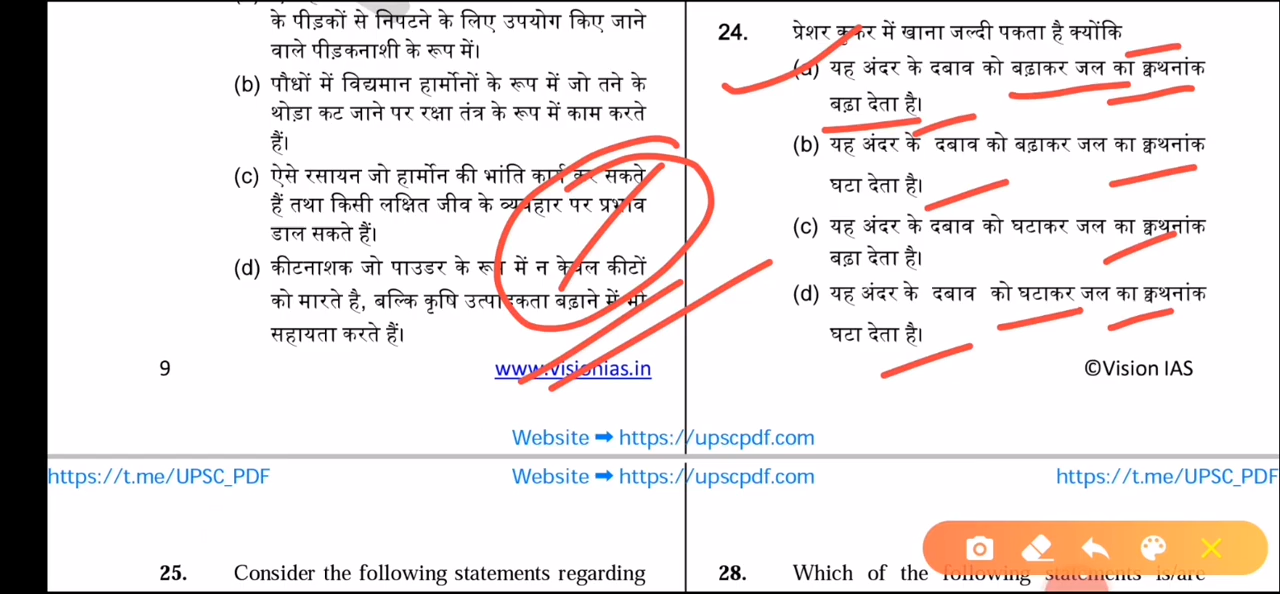 के पीड़कों से निपटने के लिए उपयोग किए जाने
वाले पीड़कनाशी के रूप में।
(b) पौधों में विद्यमान हार्मोनों के रूप में जो तने के
थोड़ा कट जाने पर रक्षा तंत्र के रूप में काम करते
हैं।
(c) ऐसे रसायन जो हार्मोन की भांति कार्य कर सकते
हैं तथा किसी लक्षित जीव के व्यवहार पर प्रभाव
डाल सकते हैं।
(d) कीटनाशक जो पाउडर के रूप में न केवल कीटों
को मारते है, बल्कि कृषि उत्पादकता बढ़ाने में भी
सहायता करते हैं।
9
www.visionias.in
24. प्रेशर कुकर में खाना जल्दी पकता है क्योंकि
(a) यह अंदर के दबाव को बढ़ाकर जल का क्वथनांक
बढ़ा देता है।
(b) यह अंदर के दबाव को बढ़ाकर जल का क्वथनांक
घटा देता है।
(c) यह अंदर के दबाव को घटाकर जल का क्वथनांक
बढ़ा देता है।
(d) यह अंदर के दबाव को घटाकर जल का क्वथनांक
घटा देता है।
©Vision IAS
Website ➡ https://upscpdf.com
https://t.me/UPSC_PDF
Website ➡ https://upscpdf.com
https://t.me/UPSC_PDF
25. Consider the following statements regarding
28. Which of the following statements is/are